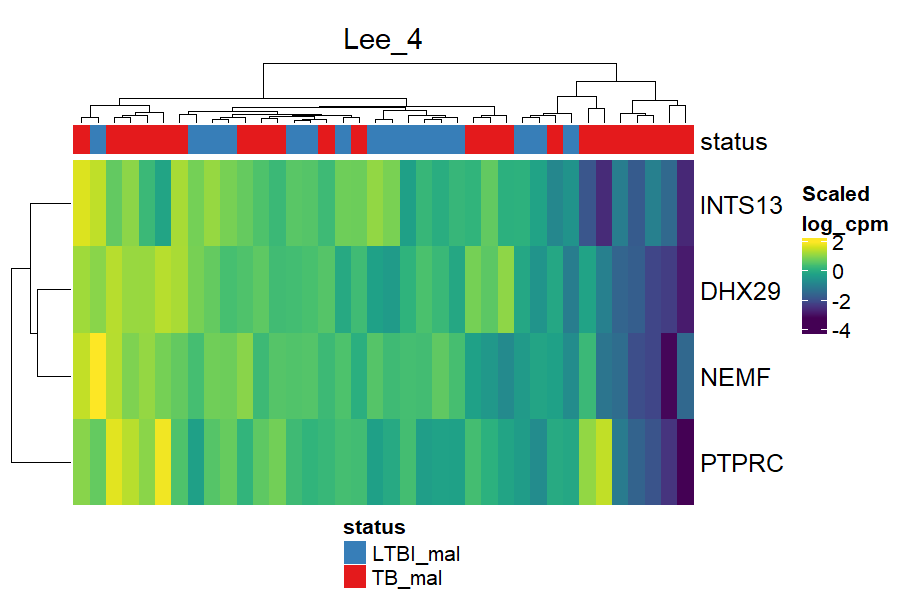 Lee_4
status
INTS13
DHX29
NEMF
PTPRC
Scaled
log_cpm
2
0
-2
-4
status
LTBI_mal
TB_mal